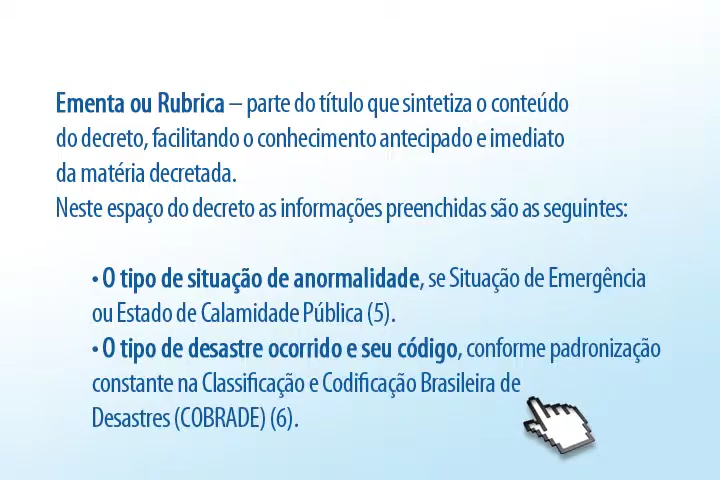 Ementa ou Rubrica – parte do título que sintetiza o conteúdo
do decreto, facilitando o conhecimento antecipado e imediato
da matéria decretada.
Neste espaço do decreto as informações preenchidas são as seguintes:
• O tipo de situação de anormalidade, se Situação de Emergência
ou Estado de Calamidade Pública (5).
• O tipo de desastre ocorrido e seu código, conforme padronização
constante na Classificação e Codificação Brasileira de
Desastres (COBRADE) (6).